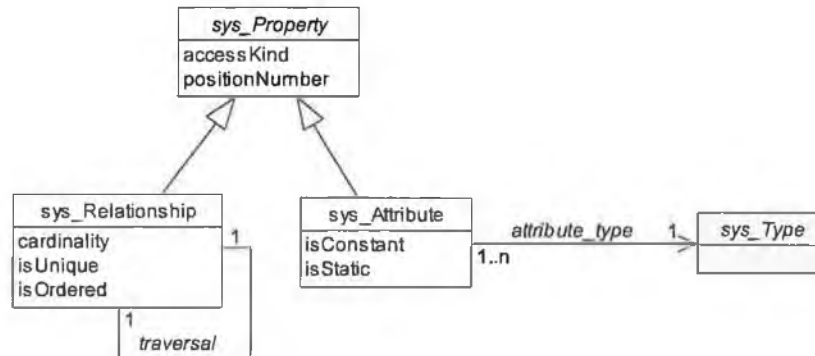 sys_Property
accessKind
positionNumber
sys_Relationship
cardinality
isUnique
isOrdered
1
1
traversal
sys_Attribute
isConstant
isStatic
attribute_type
1..n
1
sys_Type